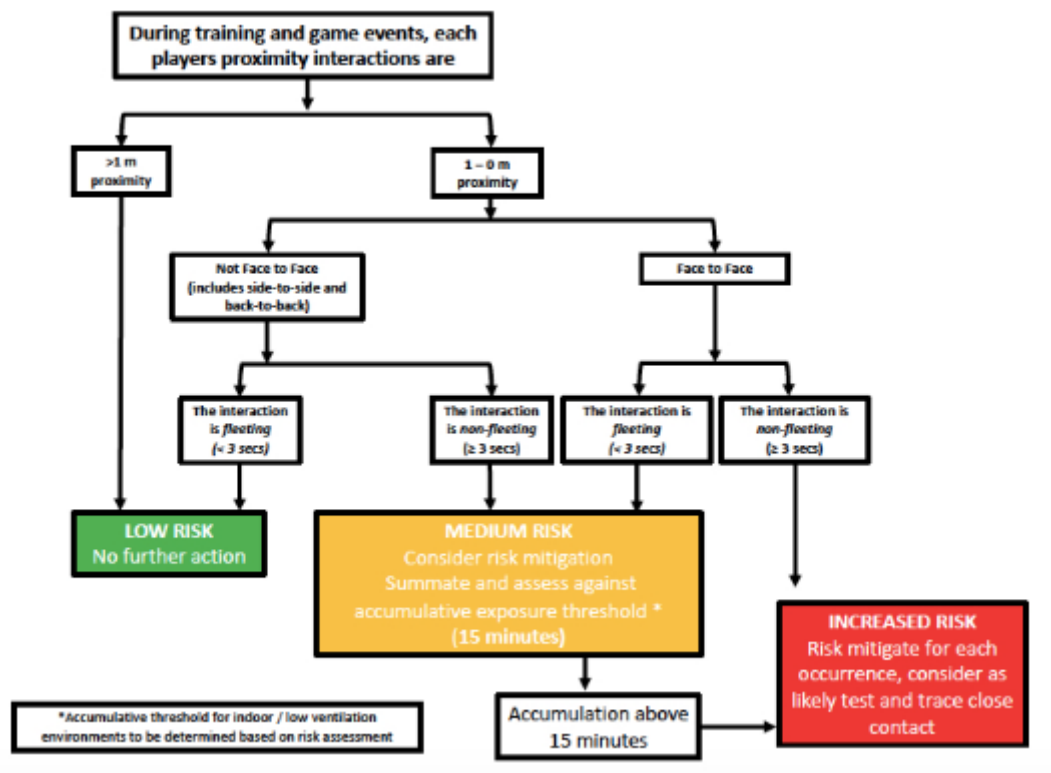 During training and game events, each
players proximity interactions are
>1 m
proximity
1 – 0 m
proximity
Not Face to Face
(includes side-to-side and
back-to-back)
Face to Face
The interaction
is fleeting
(< 3 secs)
The interaction
is non-fleeting
(≥ 3 secs)
The interaction is
fleeting
(< 3 secs)
The interaction is
non-fleeting
(≥ 3 secs)
LOW RISK
No further action
MEDIUM RISK
Consider risk mitigation
Summate and assess against
accumulative exposure threshold *
(15 minutes)
INCREASED RISK
Risk mitigate for each
occurrence, consider as
likely test and trace close
contact
Accumulation above
15 minutes
*Accumulative threshold for indoor / low ventilation
environments to be determined based on risk assessment